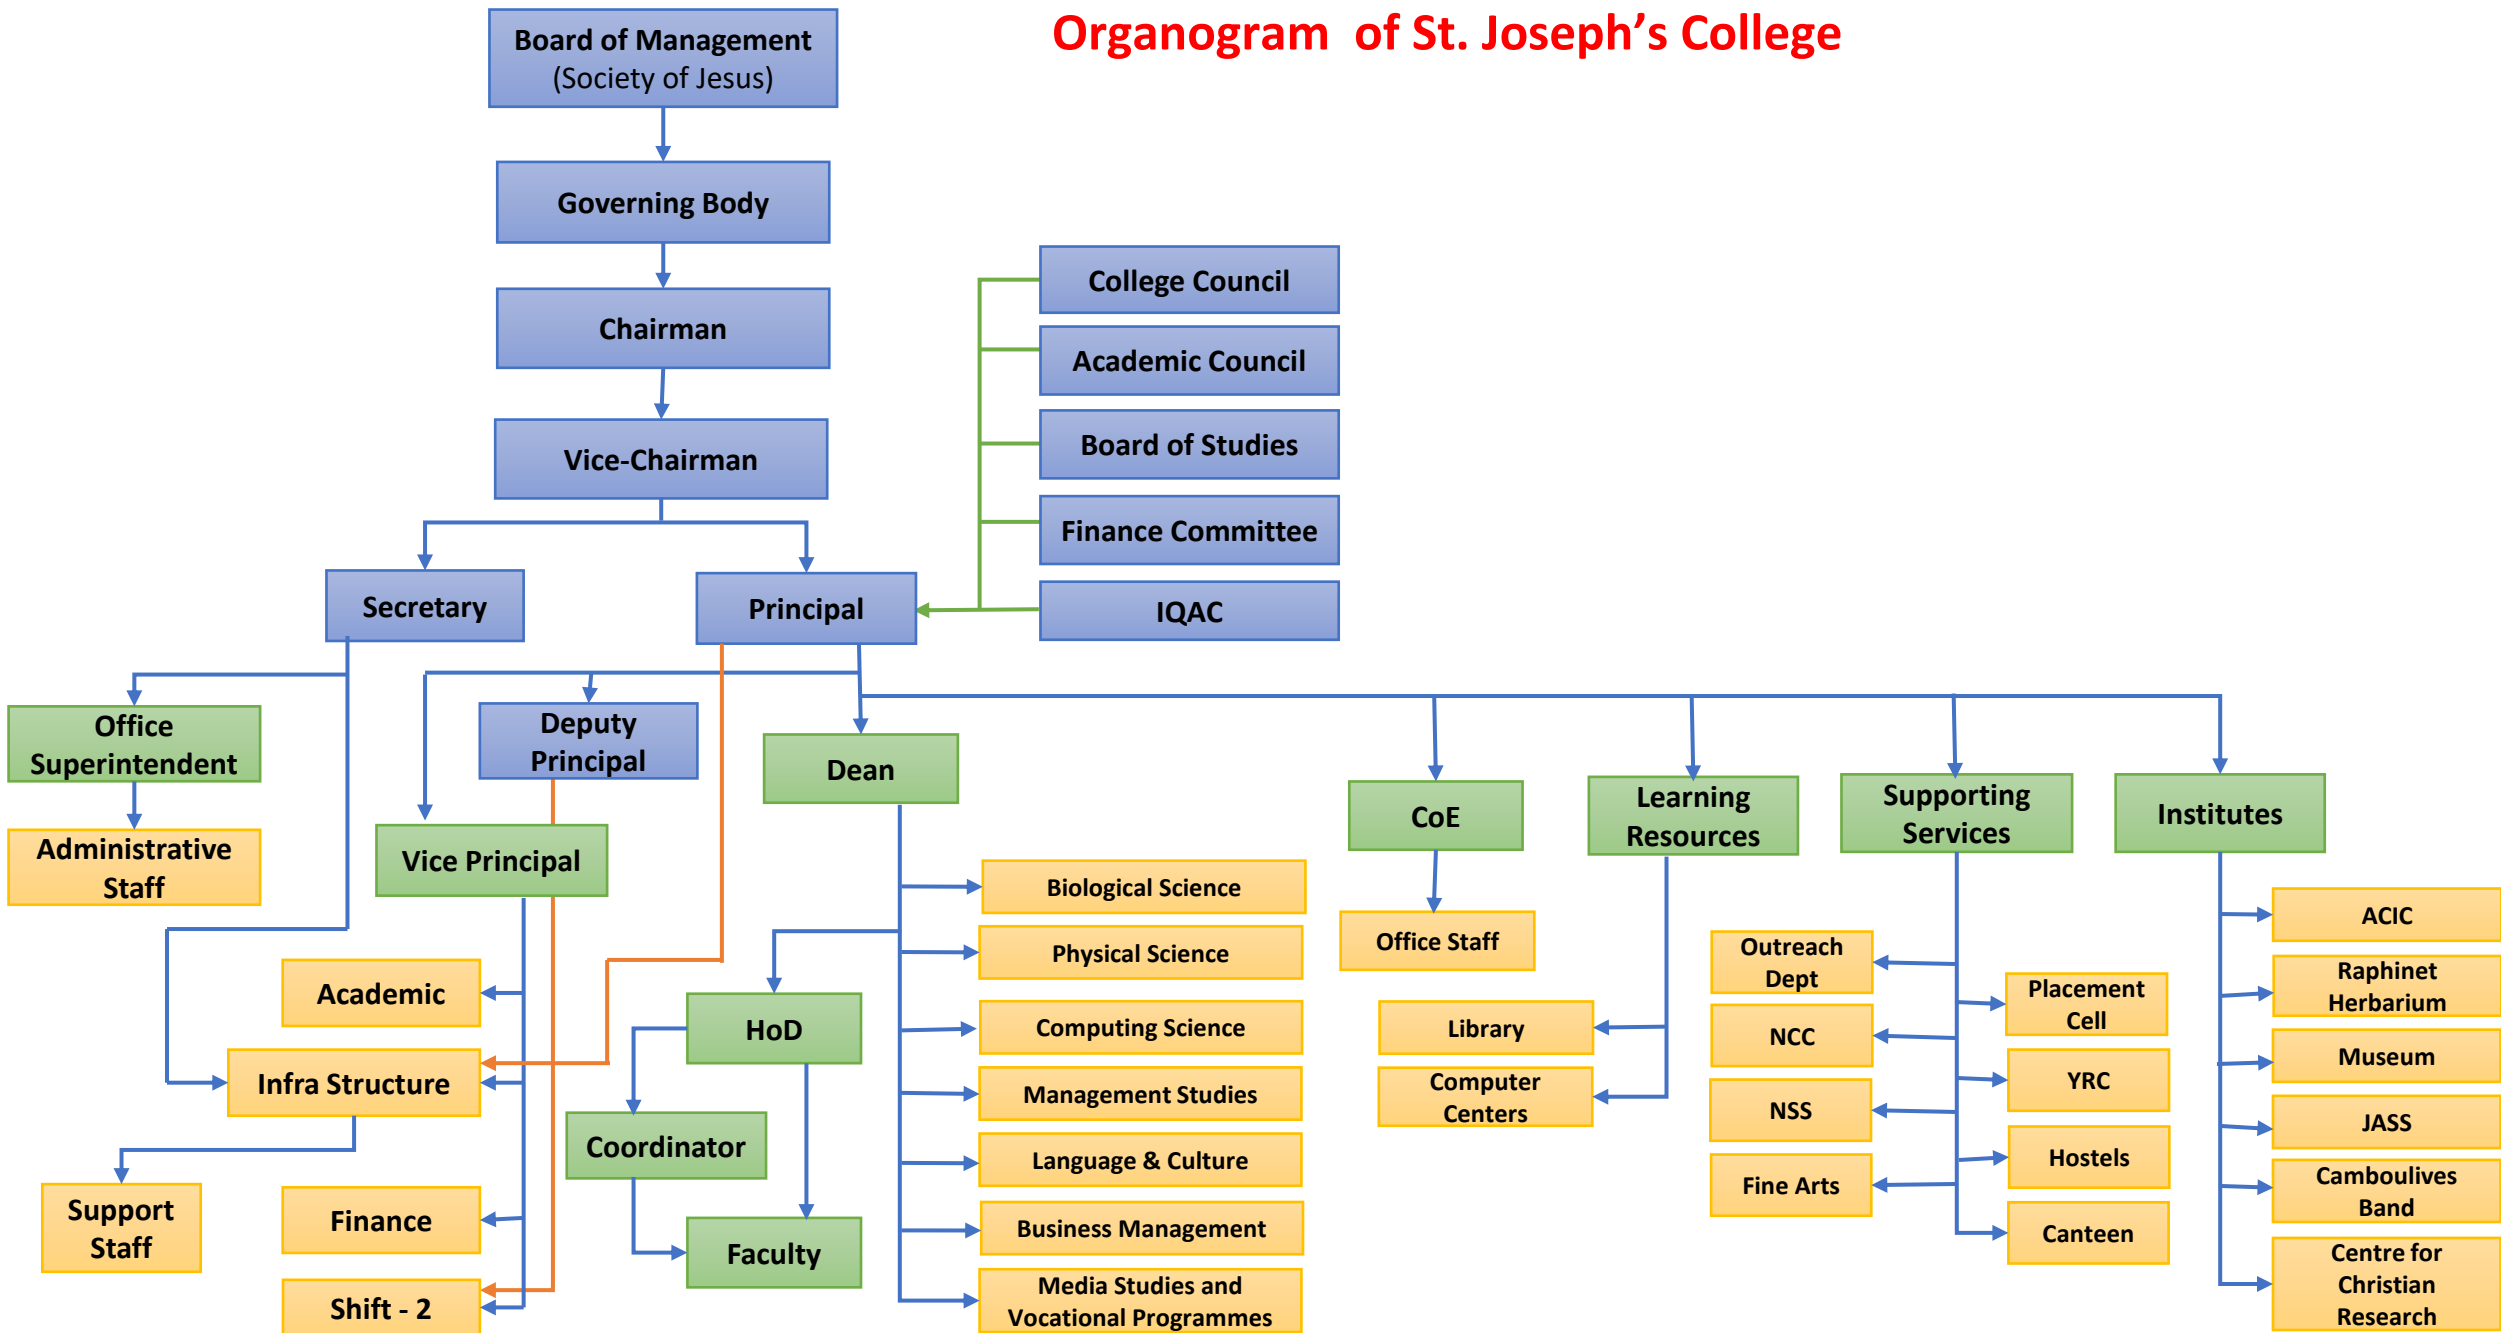 Organogram  of St. Joseph’s College
Board of Management
(Society of Jesus)
Governing Body
Chairman
Vice-Chairman
College Council
Academic Council
Board of Studies
Finance Committee
IQAC
Secretary
Principal
Office
Superintendent
Administrative
Staff
Deputy
Principal
Vice Principal
Dean
CoE
Learning
Resources
Supporting
Services
Institutes
Academic
Infra Structure
Support
Staff
Finance
Shift - 2
HoD
Coordinator
Faculty
Biological Science
Physical Science
Computing Science
Management Studies
Language & Culture
Business Management
Media Studies and
Vocational Programmes
Office Staff
Library
Computer
Centers
Outreach
Dept
NCC
NSS
Fine Arts
Placement
Cell
YRC
Hostels
Canteen
ACIC
Raphinet
Herbarium
Museum
JASS
Camboulives
Band
Centre for
Christian
Research